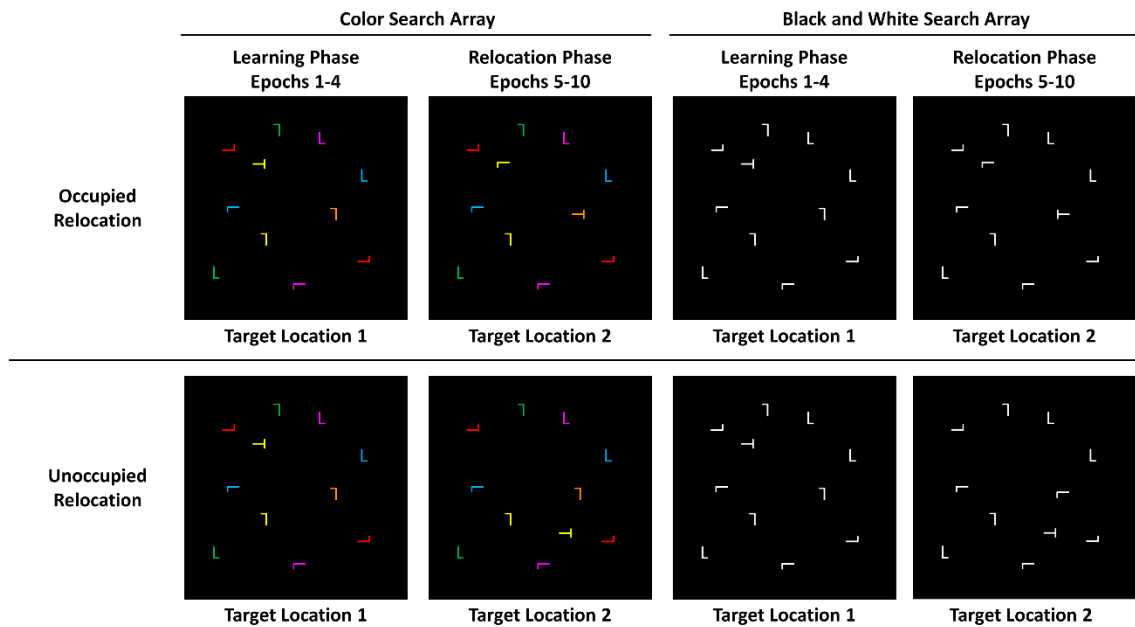 Color Search Array
Black and White Search Array
Learning Phase
Epochs 1-4
Relocation Phase
Epochs 5-10
Learning Phase
Epochs 1-4
Relocation Phase
Epochs 5-10
Occupied
Relocation
Target Location 1
Target Location 2
Target Location 1
Target Location 2
Unoccupied
Relocation
Target Location 1
Target Location 2
Target Location 1
Target Location 2